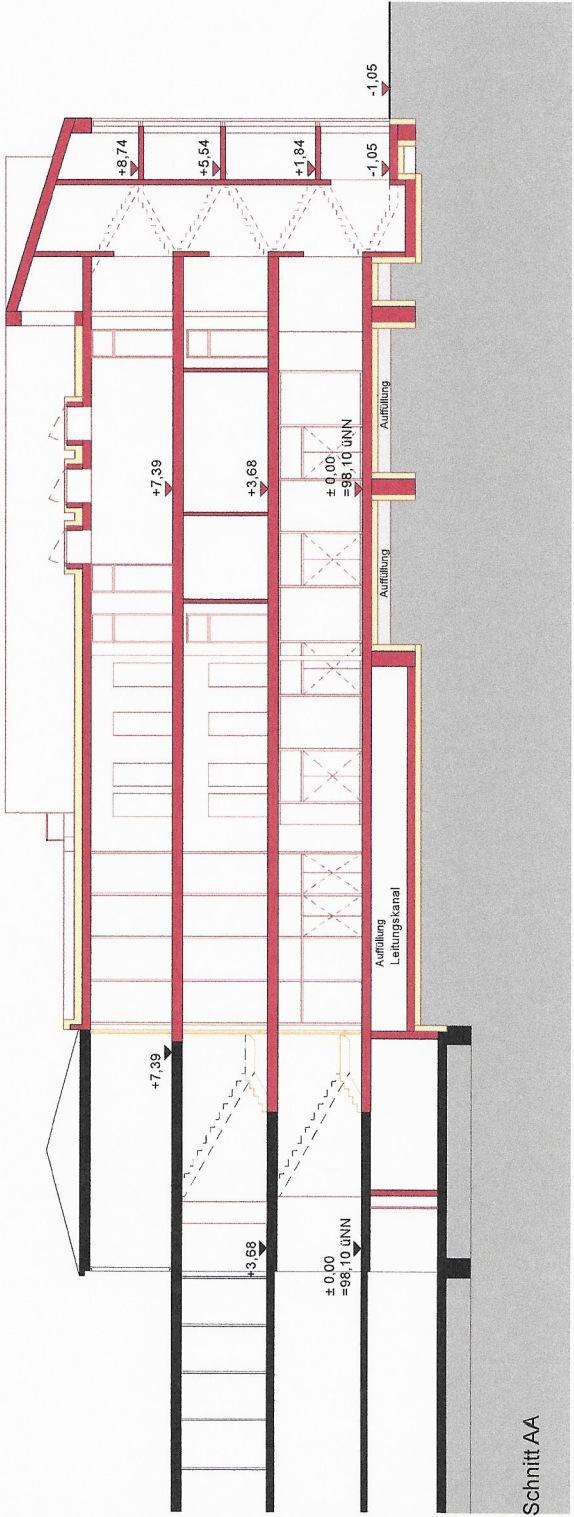 -1,05
+8,74
+5,54
+1,84
-1,05
Auffüllung
+7,39
+3,68
± 0,00
=98,10 üNN
Auffüllung
Auffüllung
Leitungskanal
+7,39
+3,68
± 0,00
=98,10 üNN
Schnitt AA